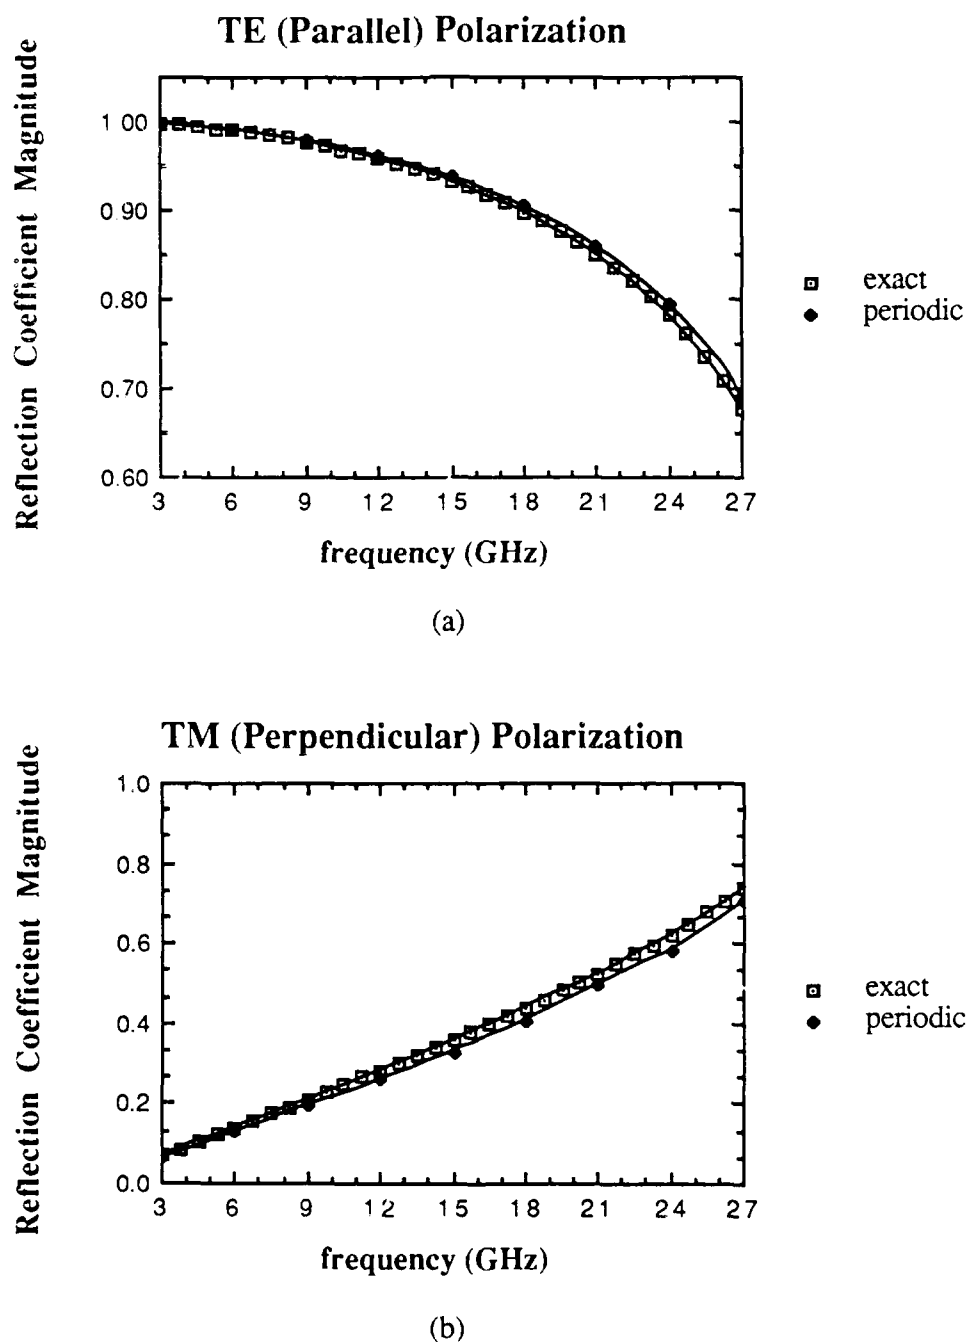 TE (Parallel) Polarization
Reflection Coefficient Magnitude
1 00
0.90
0.80
0.70
0.60
3 6 9 12 15 18 21 24 27
frequency (GHz)
exact
periodic
(a)
TM (Perpendicular) Polarization
Reflection Coefficient Magnitude
1.0
0.8
0.6
0.4
0.2
0.0
3 6 9 12 15 18 21 24 27
frequency (GHz)
exact
periodic
(b)